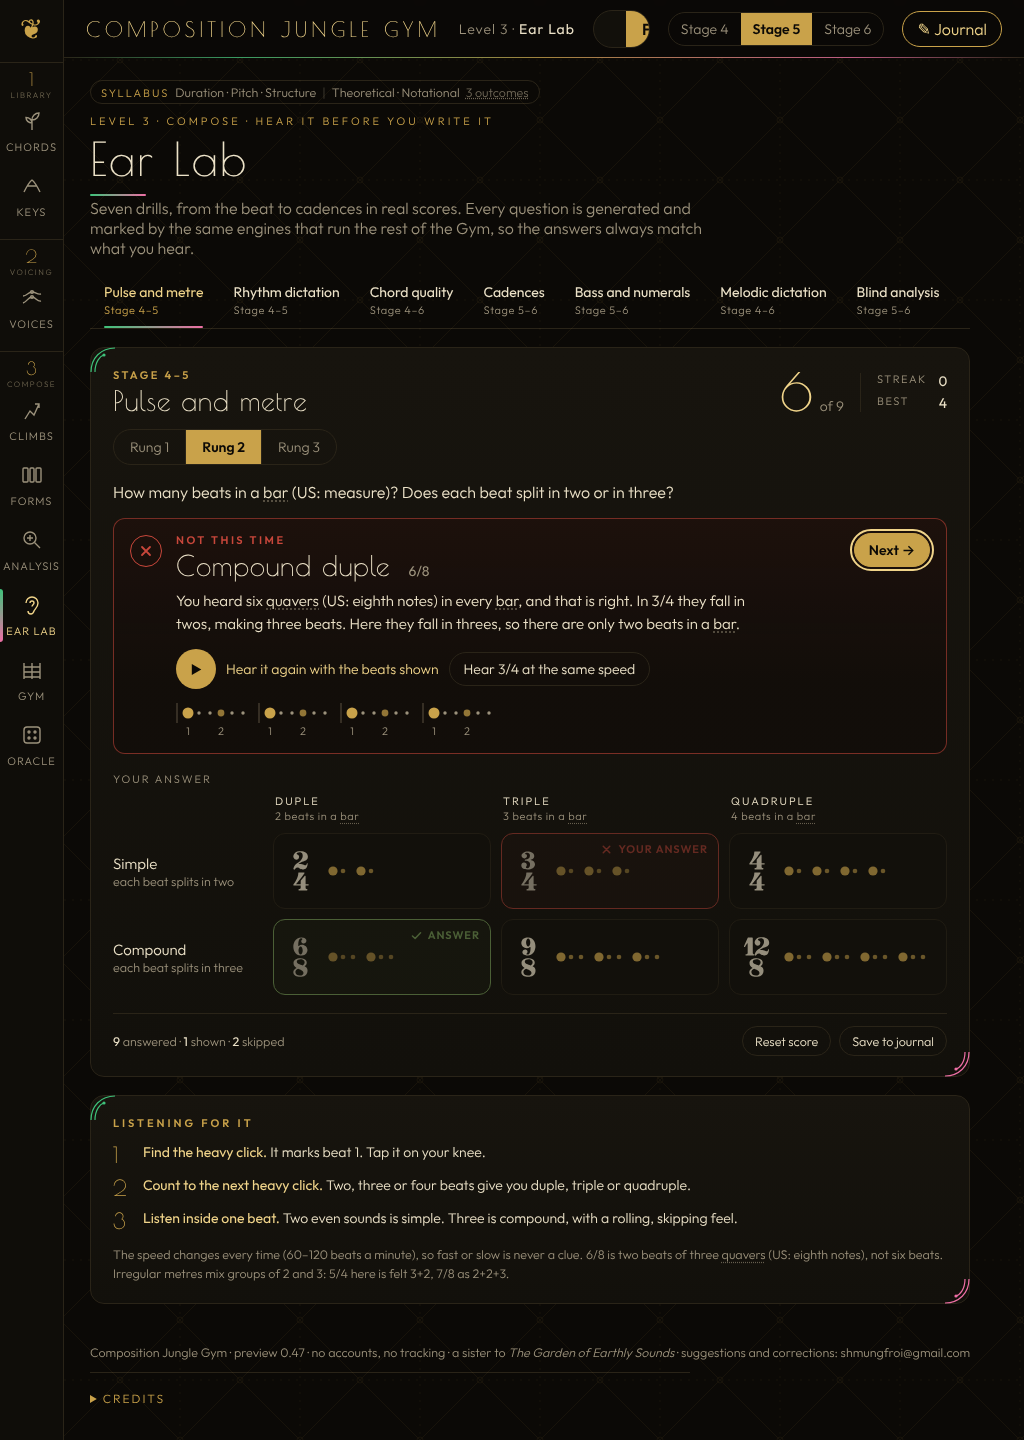 COMPOSITION JUNGLE GYM
Level 3 · Ear Lab
Stage 4
Stage 5
Stage 6
✎ Journal
1
LIBRARY
CHORDS
KEYS
2
VOICING
VOICES
3
COMPOSE
CLIMBS
FORMS
ANALYSIS
EAR LAB
GYM
ORACLE
SYLLABUS Duration · Pitch · Structure | Theoretical · Notational 3 outcomes
LEVEL 3 · COMPOSE · HEAR IT BEFORE YOU WRITE IT
Ear Lab
Seven drills, from the beat to cadences in real scores. Every question is generated and
marked by the same engines that run the rest of the Gym, so the answers always match
what you hear.
Pulse and metre
Stage 4–5
Rhythm dictation
Stage 4–5
Chord quality
Stage 4–6
Cadences
Stage 5–6
Bass and numerals
Stage 5–6
Melodic dictation
Stage 4–6
Blind analysis
Stage 5–6
STAGE 4–5
Pulse and metre
6 of 9
STREAK 0
BEST 4
Rung 1
Rung 2
Rung 3
How many beats in a bar (US: measure)? Does each beat split in two or in three?
NOT THIS TIME
Compound duple 6/8
Next →
You heard six quavers (US: eighth notes) in every bar, and that is right. In 3/4 they fall in
twos, making three beats. Here they fall in threes, so there are only two beats in a bar.
Hear it again with the beats shown
Hear 3/4 at the same speed
1 2 1 2 1 2 1 2
YOUR ANSWER
DUPLE
2 beats in a bar
TRIPLE
3 beats in a bar
QUADRUPLE
4 beats in a bar
Simple
each beat splits in two
2
4
✕ YOUR ANSWER
3
4
4
4
Compound
each beat splits in three
✓ ANSWER
6
8
9
8
12
8
9 answered · 1 shown · 2 skipped
Reset score
Save to journal
LISTENING FOR IT
1 Find the heavy click. It marks beat 1. Tap it on your knee.
2 Count to the next heavy click. Two, three or four beats give you duple, triple or quadruple.
3 Listen inside one beat. Two even sounds is simple. Three is compound, with a rolling, skipping feel.
The speed changes every time (60–120 beats a minute), so fast or slow is never a clue. 6/8 is two beats of three quavers (US: eighth notes), not six beats.
Irregular metres mix groups of 2 and 3: 5/4 here is felt 3+2, 7/8 as 2+2+3.
Composition Jungle Gym · preview 0.47 · no accounts, no tracking · a sister to The Garden of Earthly Sounds · suggestions and corrections: shmungfroi@gmail.com
CREDITS